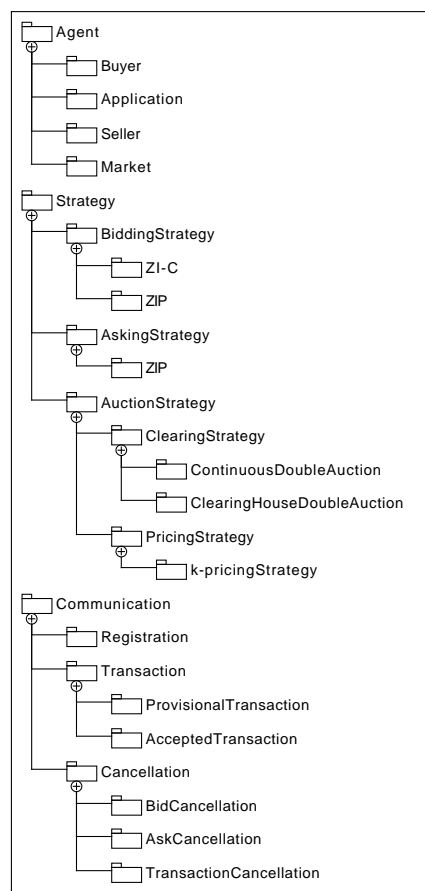 Agent
Buyer
Application
Seller
Market
Strategy
BiddingStrategy
ZI-C
ZIP
AskingStrategy
ZIP
AuctionStrategy
ClearingStrategy
ContinuousDoubleAuction
ClearingHouseDoubleAuction
PricingStrategy
k-pricingStrategy
Communication
Registration
Transaction
ProvisionalTransaction
AcceptedTransaction
Cancellation
BidCancellation
AskCancellation
TransactionCancellation